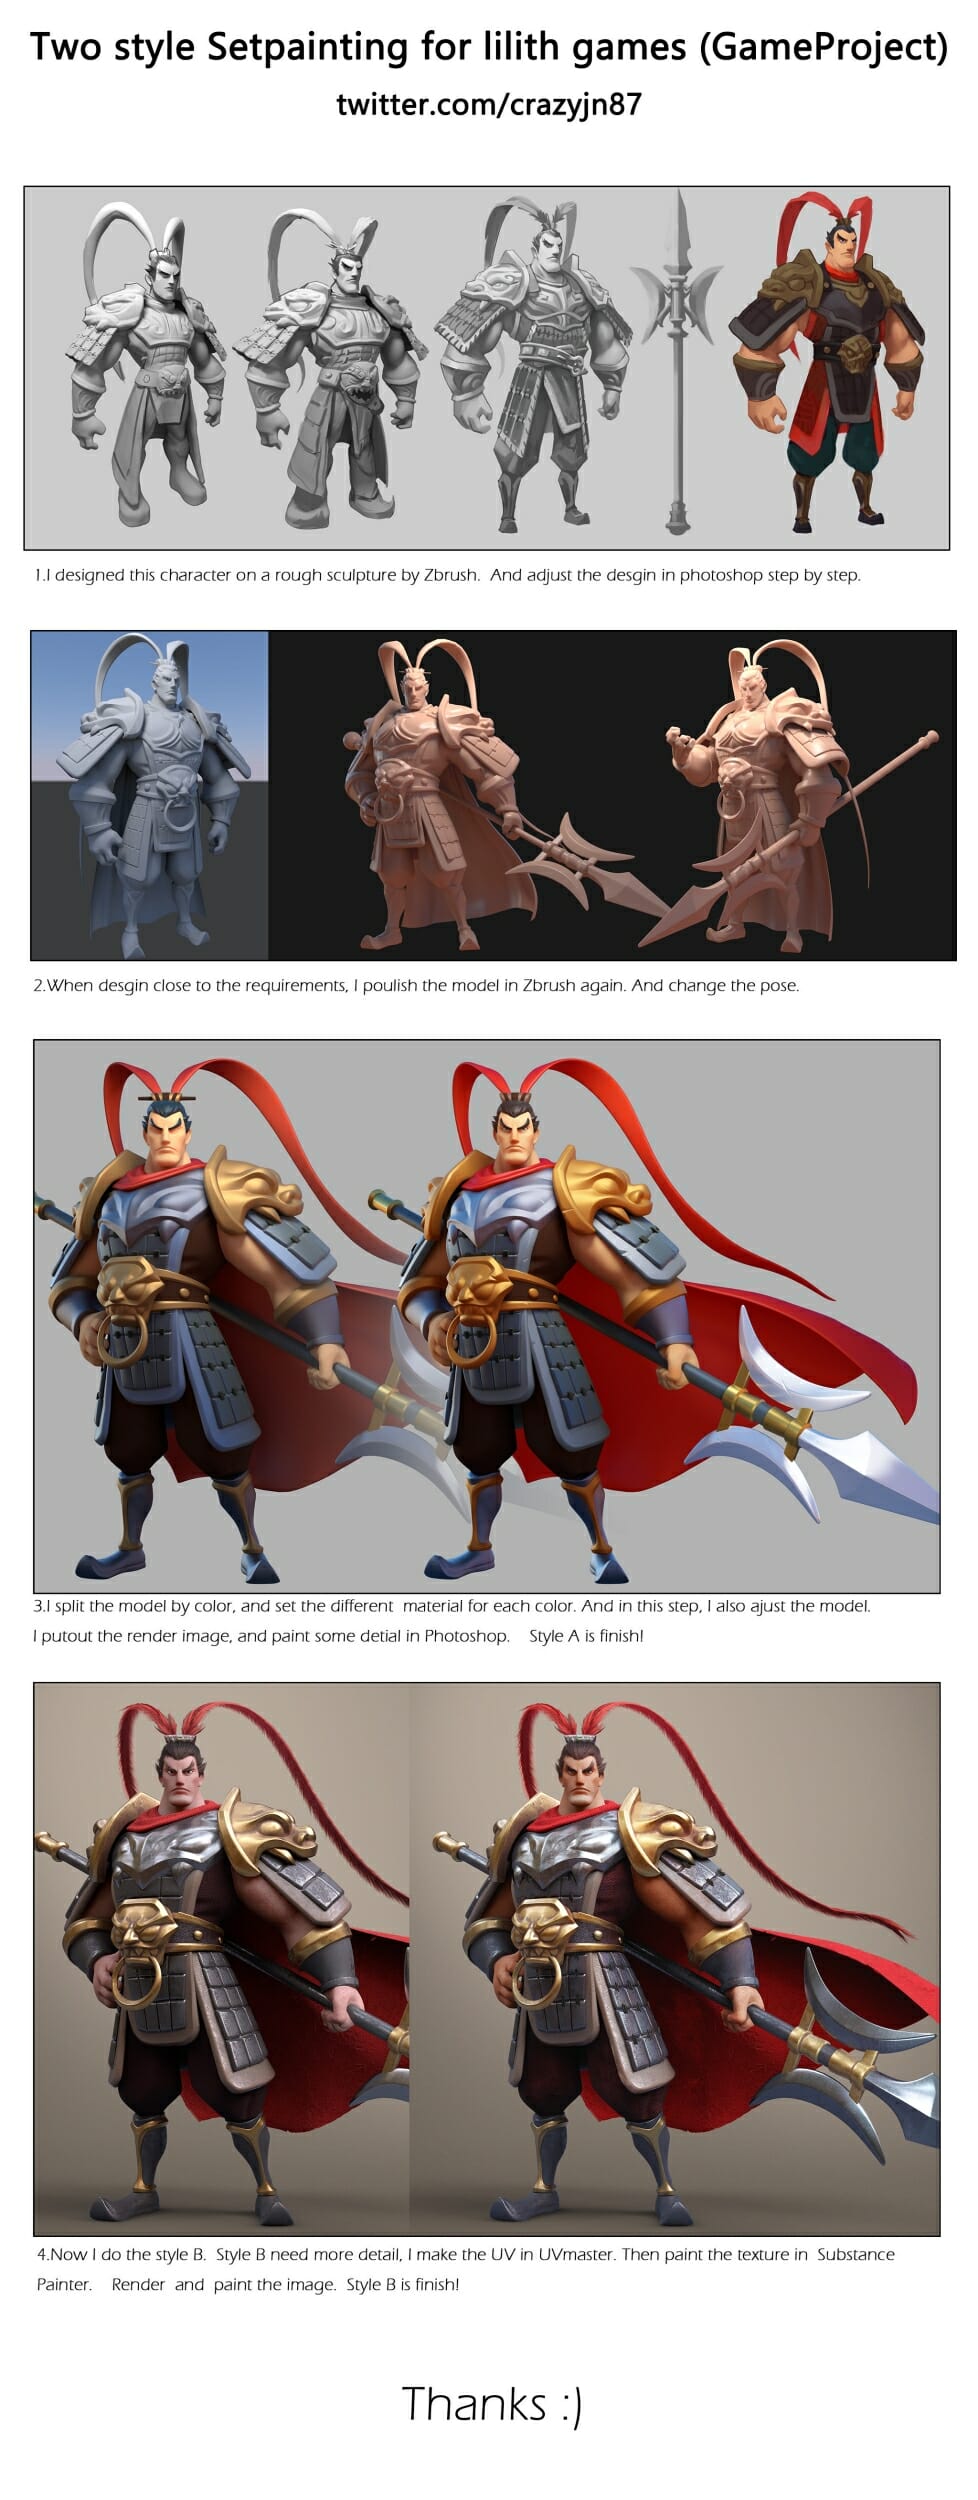 Two style Setpainting for lilith games (GameProject)
twitter.com/crazyjn87
1.I designed this character on a rough sculpture by Zbrush. And adjust the desgin in photoshop step by step.
2.When desgin close to the requirements, I poulish the model in Zbrush again. And change the pose.
3.I split the model by color, and set the different material for each color. And in this step, I also ajust the model.
I putout the render image, and paint some detial in Photoshop. Style A is finish!
4.Now I do the style B. Style B need more detail, I make the UV in UVmaster. Then paint the texture in Substance
Painter. Render and paint the image. Style B is finish!
Thanks :)